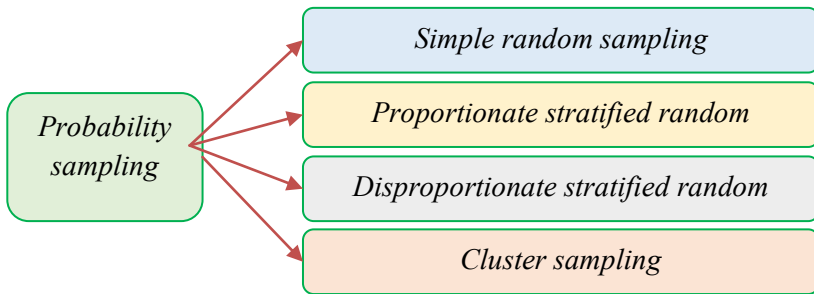 Probability
sampling
Simple random sampling
Proportionate stratified random
Disproportionate stratified random
Cluster sampling